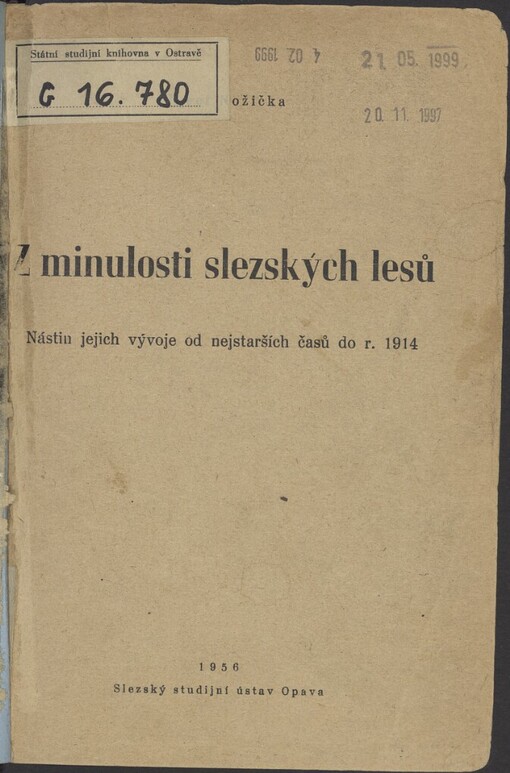 Státní studijní knihovna v Ostravě
G 16.780
4 02 1999
21 05. 1999
20 11 1997
ožička
Z minulosti slezských lesů
Nástin jejich vývoje od nejstarších časů do r. 1914
1956
Slezský studijní ústav Opava